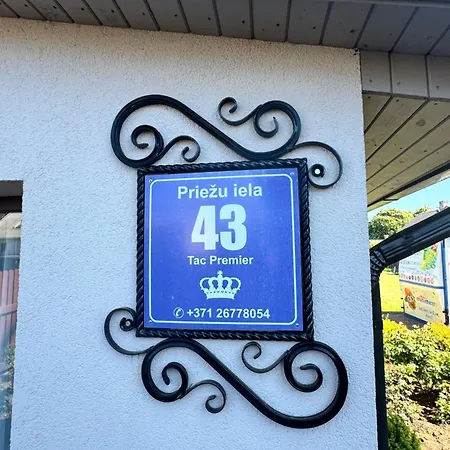 Priežu iela
43
Tac Premier
✆ +371 26778054